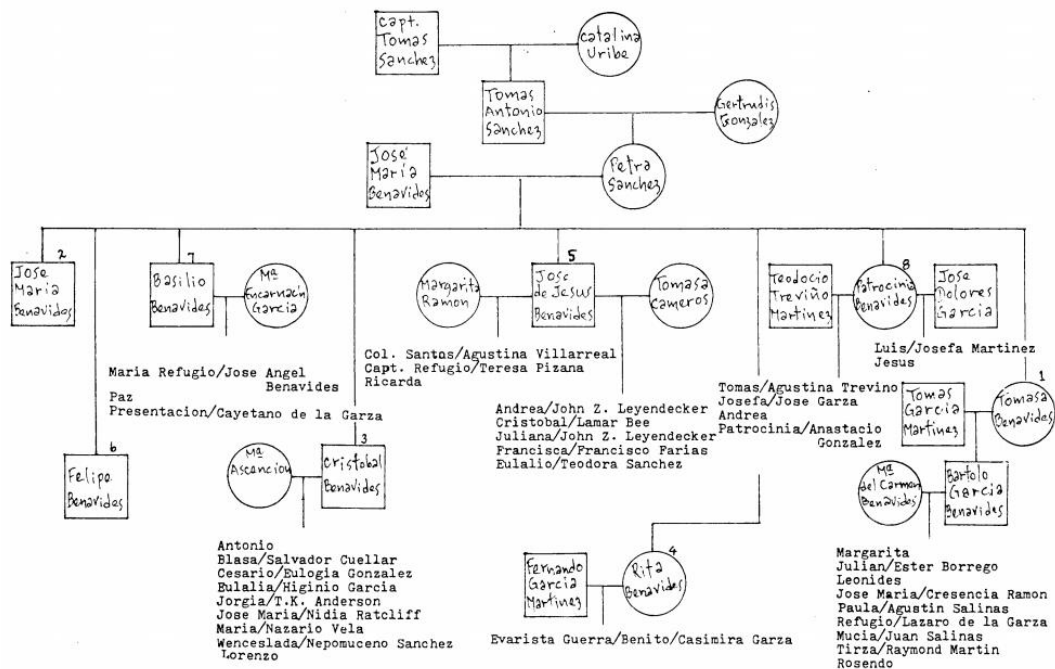 Capt.
Tomas
Sanchez
Catalina
Uribe
Tomas
Antonio
Sanchez
Gertrudis
Gonzalez
José
María
Benavides
Petra
Sanchez
2
Jose
Maria
Benavides
7
Basilio
Benavides
Mª
Encarnacn
Garcia
Margarita
Ramon
5
Jose
de Jesus
Benavides
Tomasa
Cameros
Teodocio
Treviño
Martinez
8
Patrocinia
Benavides
Jose
Dolores
Garcia
Maria Refugio/Jose Angel
Benavides
Paz
Presentacion/Cayetano de la Garza
Col. Santos/Agustina Villarreal
Capt. Refugio/Teresa Pizana
Ricarda
Andrea/John Z. Leyendecker
Cristobal/Lamar Bee
Juliana/John Z. Leyendecker
Francisca/Francisco Farias
Eulalio/Teodora Sanchez
Tomas/Agustina Trevino
Josefa/Jose Garza
Andrea
Patrocinia/Anastacio
Gonzalez
Luis/Josefa Martinez
Jesus
Tomas
Garcia
Martinez
1
Tomasa
Benavides
6
Felipe
Benavides
Mª
Ascencion
3
Cristobal
Benavides
Mª
del Carmen
Benavides
Bartolo
Garcia
Benavides
Antonio
Blasa/Salvador Cuellar
Cesario/Eulogia Gonzalez
Eulalia/Higinio Garcia
Jorgia/T.K. Anderson
Jose Maria/Nidia Ratcliff
Maria/Nazario Vela
Wenceslada/Nepomuceno Sanchez
Lorenzo
Fernando
Garcia
Martinez
4
Rita
Benavides
Evarista Guerra/Benito/Casimira Garza
Margarita
Julian/Ester Borrego
Leonides
Jose Maria/Cresencia Ramon
Paula/Agustin Salinas
Refugio/Lazaro de la Garza
Mucia/Juan Salinas
Tirza/Raymond Martin
Rosendo